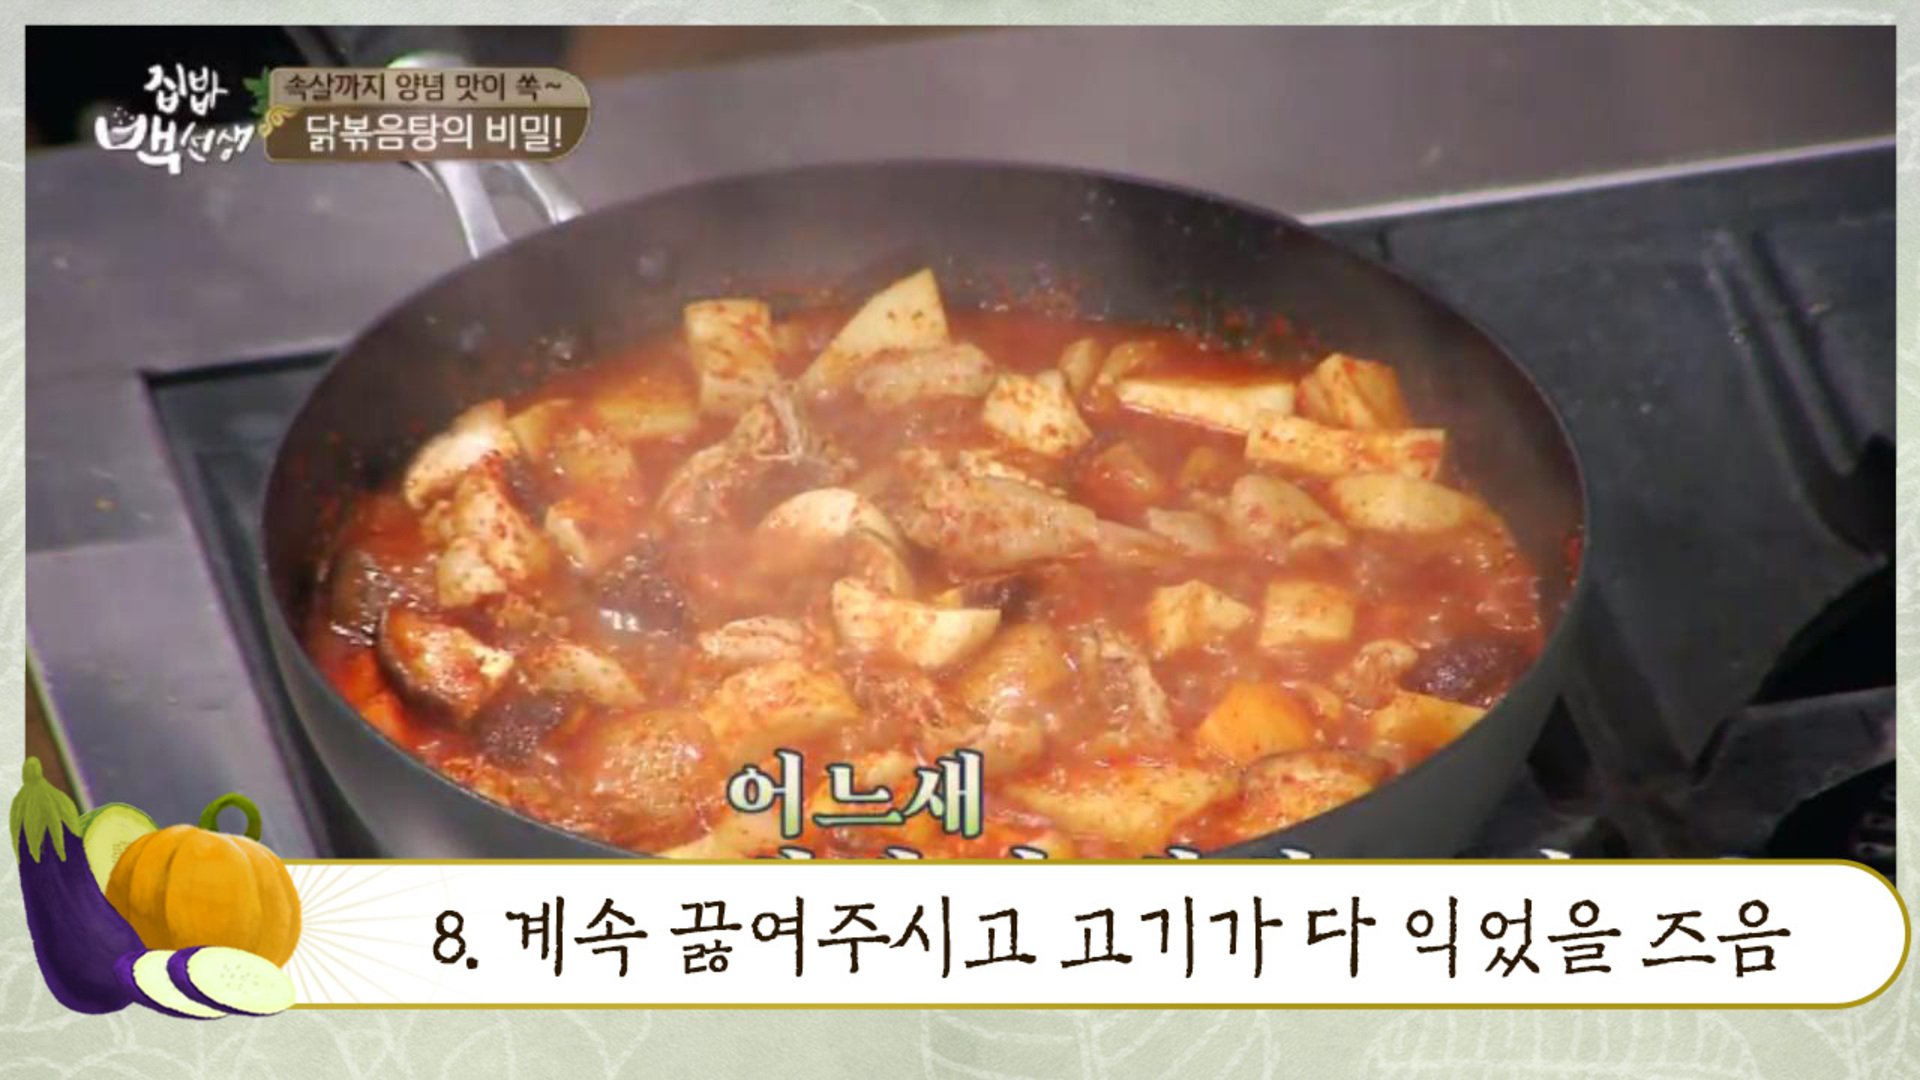 집밥
백선생
속살까지 양념 맛이 쏙~
닭볶음탕의 비밀!
어느새
8. 계속 끓여주시고 고기가 다 익었을 즈음